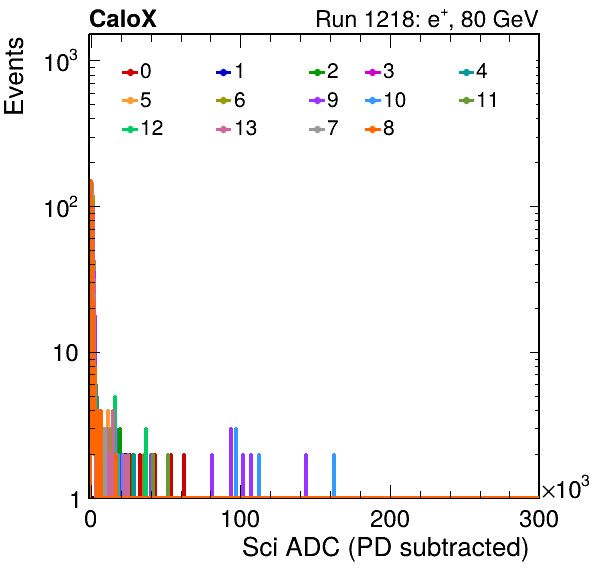 CaloX Run 1218: e⁺, 80 GeV
Events
10³
10²
10
1
0 1 2 3 4
5 6 9 10 11
12 13 7 8
0 100 200 300
×10³
Sci ADC (PD subtracted)